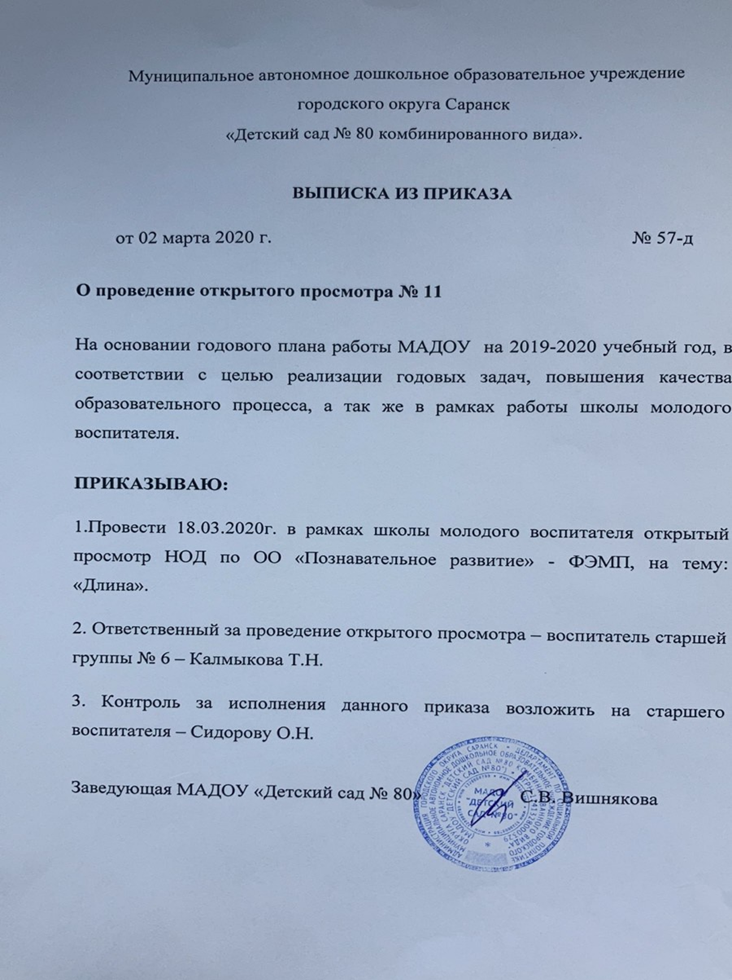 Муниципальное автономное дошкольное образовательное учреждение
городского округа Саранск
«Детский сад № 80 комбинированного вида».
ВЫПИСКА ИЗ ПРИКАЗА
от 02 марта 2020 г. № 57-д
О проведение открытого просмотра № 11
На основании годового плана работы МАДОУ на 2019-2020 учебный год, в
соответствии с целью реализации годовых задач, повышения качества
образовательного процесса, а так же в рамках работы школы молодого
воспитателя.
ПРИКАЗЫВАЮ:
1.Провести 18.03.2020г. в рамках школы молодого воспитателя открытый
просмотр НОД по ОО «Познавательное развитие» - ФЭМП, на тему:
«Длина».
2. Ответственный за проведение открытого просмотра – воспитатель старшей
группы № 6 – Калмыкова Т.Н.
3. Контроль за исполнения данного приказа возложить на старшего
воспитателя – Сидорову О.Н.
Заведующая МАДОУ «Детский сад № 80» С.В. Вишнякова
МАДОУ
"ДЕТСКИЙ
САД №80"